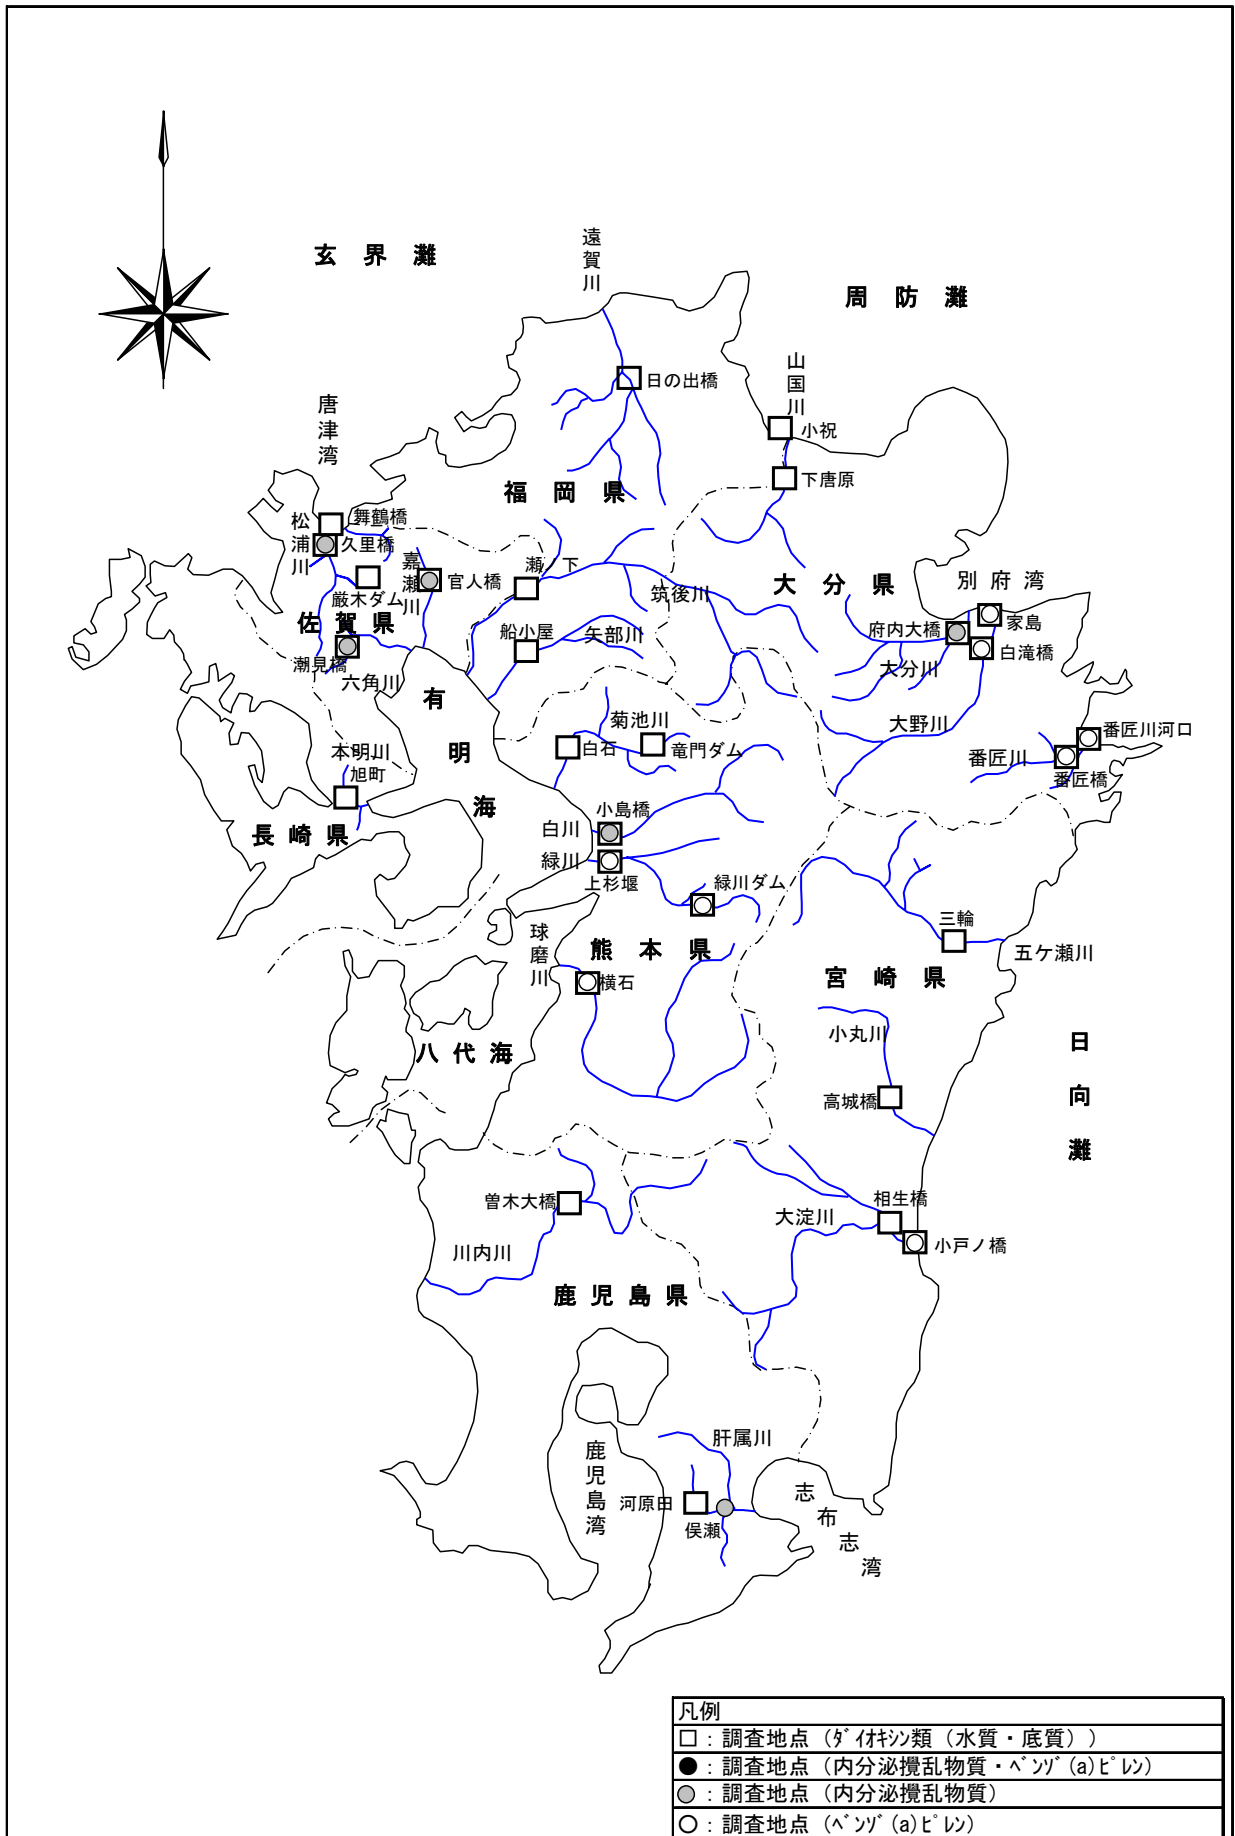 玄界灘
遠賀川
周防灘
山国川
日の出橋
小祝
唐津湾
下唐原
福岡県
松浦川
舞鶴橋
久里橋
嘉瀬川
官人橋
瀬ノ下
厳木ダム
筑後川
大分県
別府湾
家島
府内大橋
佐賀県
船小屋
矢部川
白滝橋
潮見橋
六角川
大分川
有明海
菊池川
大野川
番匠川河口
本明川
旭町
白石
竜門ダム
番匠川
番匠橋
小島橋
長崎県
白川
緑川
上杉堰
緑川ダム
三輪
球磨川
熊本県
五ケ瀬川
横石
宮崎県
小丸川
日向灘
八代海
高城橋
曽木大橋
相生橋
大淀川
小戸ノ橋
川内川
鹿児島県
肝属川
鹿児島湾
河原田
俣瀬
志布志湾
凡例
□：調査地点（ﾀﾞｲｵｷｼﾝ類（水質・底質））
●：調査地点（内分泌攪乱物質・ﾍﾞﾝｿﾞ(a)ﾋﾟﾚﾝ）
●：調査地点（内分泌攪乱物質）
○：調査地点（ﾍﾞﾝｿﾞ(a)ﾋﾟﾚﾝ）